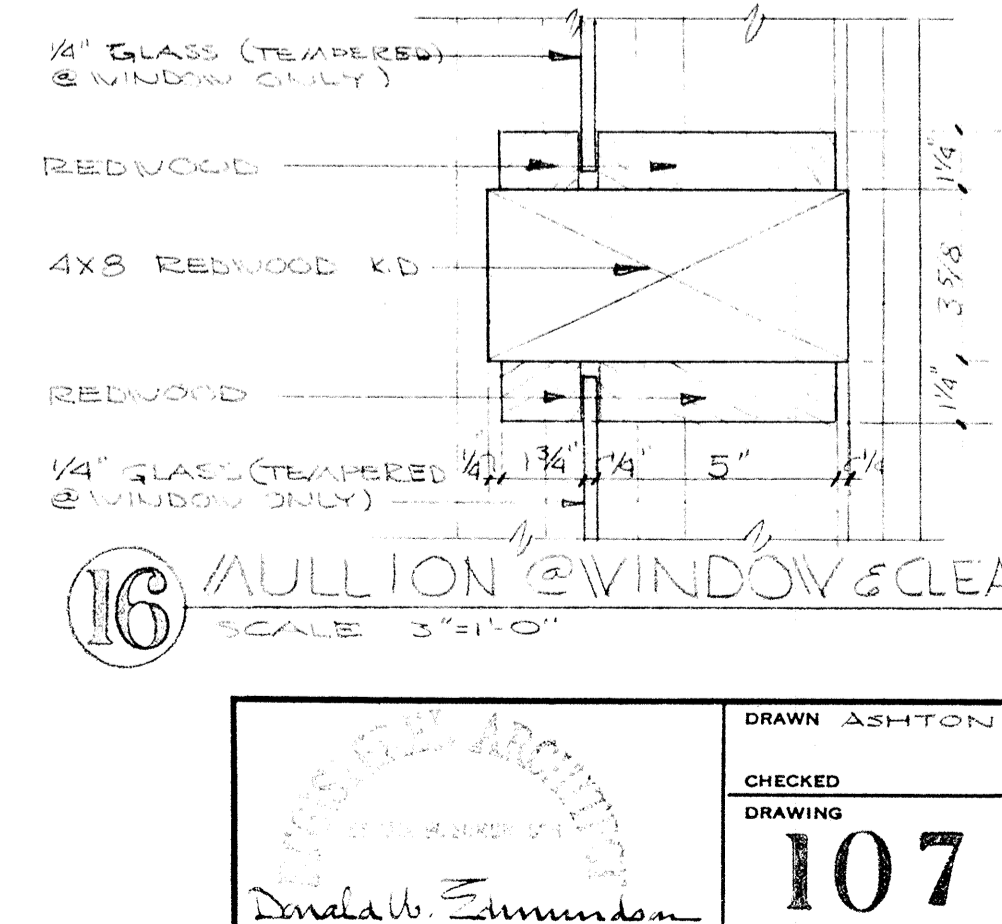 1/4" GLASS (TEMPERED)
@ WINDOW ONLY)
REDWOOD
4X8 REDWOOD K.D
REDWOOD
1/4" GLASS (TEMPERED
@ WINDOW ONLY)
1 1/4"
3 5/8
1 1/4"
1/4" 1 3/4" 1/4" 5" 1/4
16 MULLION @ WINDOW & CLEA
SCALE 3"=1'-0"
REGISTERED ARCHITECT
Donald W. Edmundson
DRAWN ASHTON
CHECKED
DRAWING
107